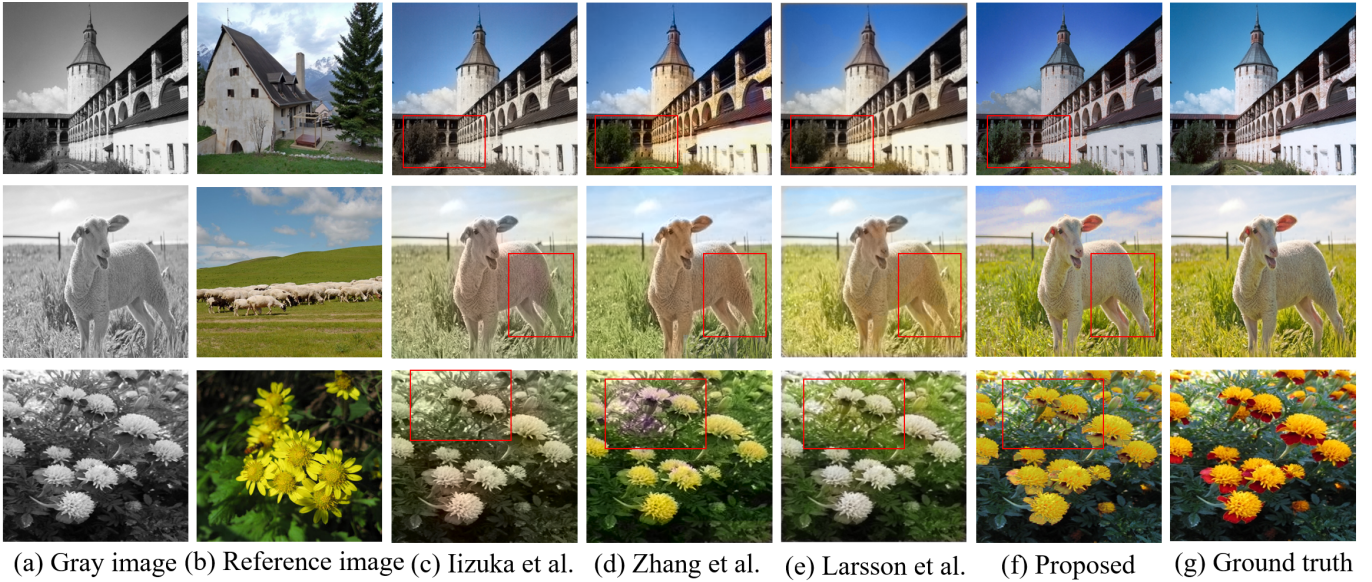 (a) Gray image (b) Reference image (c) Iizuka et al. (d) Zhang et al. (e) Larsson et al. (f) Proposed (g) Ground truth